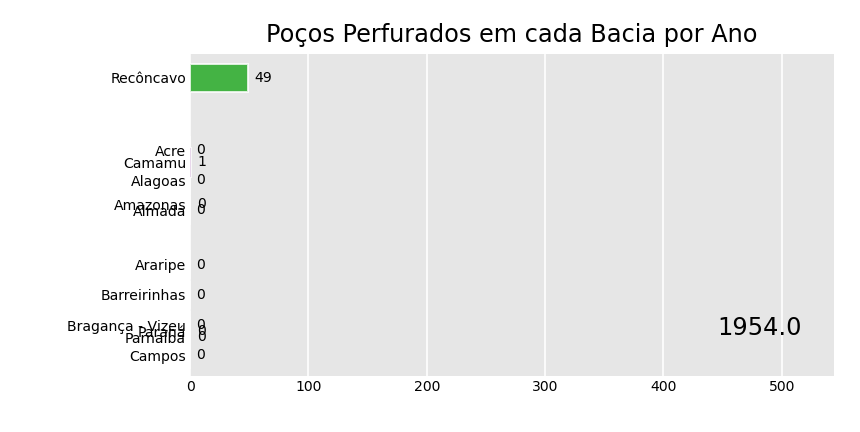 Poços Perfurados em cada Bacia por Ano
Recôncavo 49
Acre 0
Camamu 1
Alagoas 0
Amazonas 0
Almada 0
Araripe 0
Barreirinhas 0
Bragança - Vizeu 0
Paraná 0
Parnaíba 0
Campos 0
1954.0
0 100 200 300 400 500